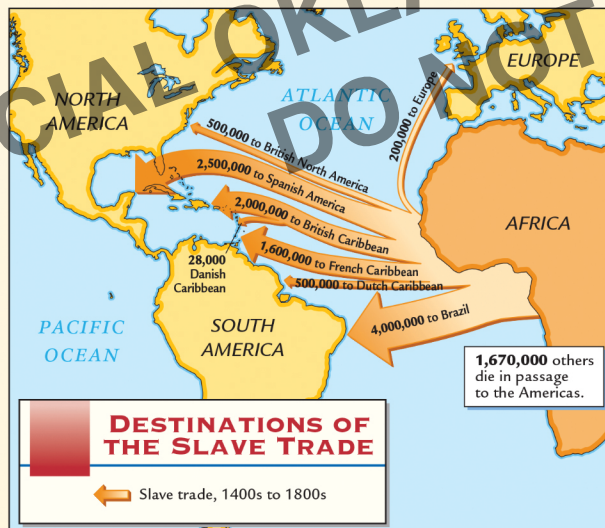 CIAL OKLA
DO NOT
EUROPE
NORTH
AMERICA
ATLANTIC
OCEAN
200,000 to Europe
500,000 to British North America
2,500,000 to Spanish America
2,000,000 to British Caribbean
AFRICA
1,600,000 to French Caribbean
28,000
Danish
Caribbean
500,000 to Dutch Caribbean
4,000,000 to Brazil
PACIFIC
OCEAN
SOUTH
AMERICA
1,670,000 others
die in passage
to the Americas.
DESTINATIONS OF
THE SLAVE TRADE
Slave trade, 1400s to 1800s